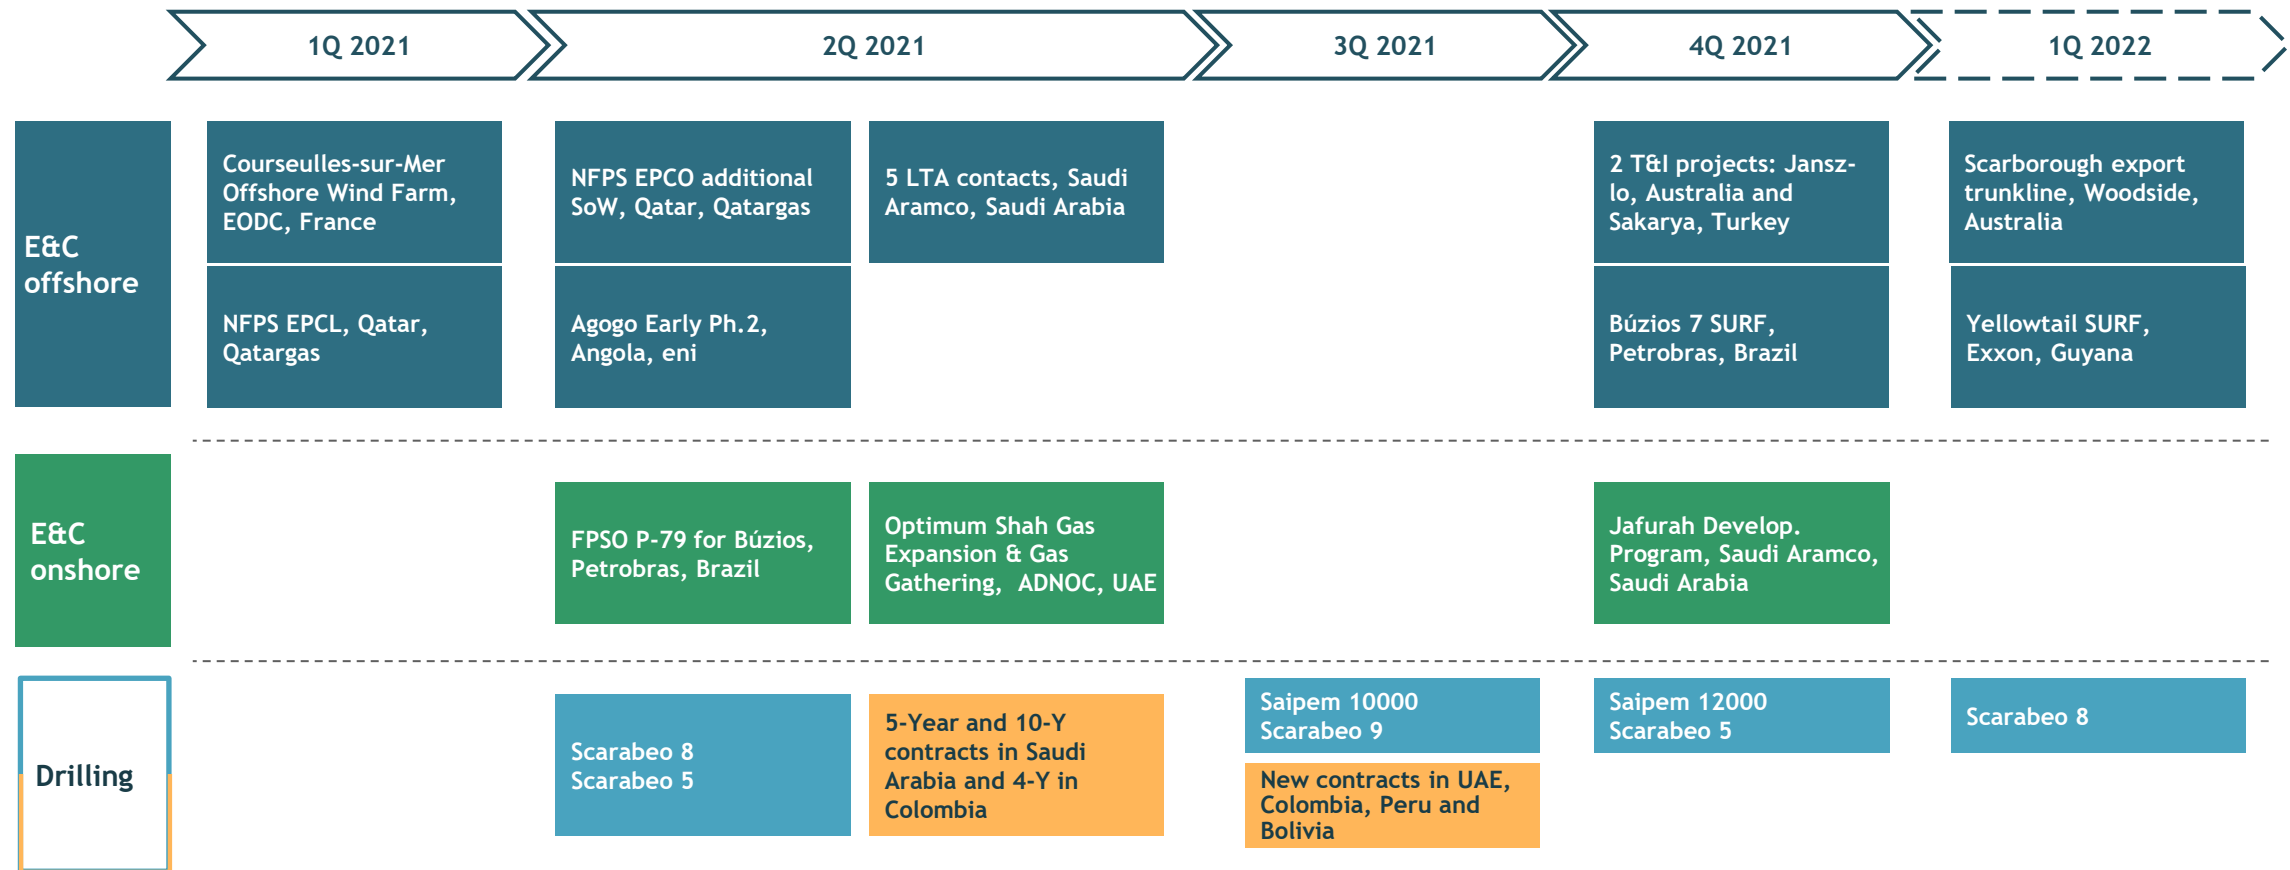 1Q 2021
2Q 2021
3Q 2021
4Q 2021
1Q 2022
E&C
offshore
Courseulles-sur-Mer
Offshore Wind Farm,
EODC, France
NFPS EPCL, Qatar,
Qatargas
NFPS EPCO additional
SoW, Qatar, Qatargas
Agogo Early Ph.2,
Angola, eni
5 LTA contacts, Saudi
Aramco, Saudi Arabia
2 T&I projects: Jansz-
lo, Australia and
Sakarya, Turkey
Búzios 7 SURF,
Petrobras, Brazil
Scarborough export
trunkline, Woodside,
Australia
Yellowtail SURF,
Exxon, Guyana
E&C
onshore
FPSO P-79 for Búzios,
Petrobras, Brazil
Optimum Shah Gas
Expansion & Gas
Gathering,  ADNOC, UAE
Jafurah Develop.
Program, Saudi Aramco,
Saudi Arabia
Drilling
Scarabeo 8
Scarabeo 5
5-Year and 10-Y
contracts in Saudi
Arabia and 4-Y in
Colombia
Saipem 10000
Scarabeo 9
New contracts in UAE,
Colombia, Peru and
Bolivia
Saipem 12000
Scarabeo 5
Scarabeo 8